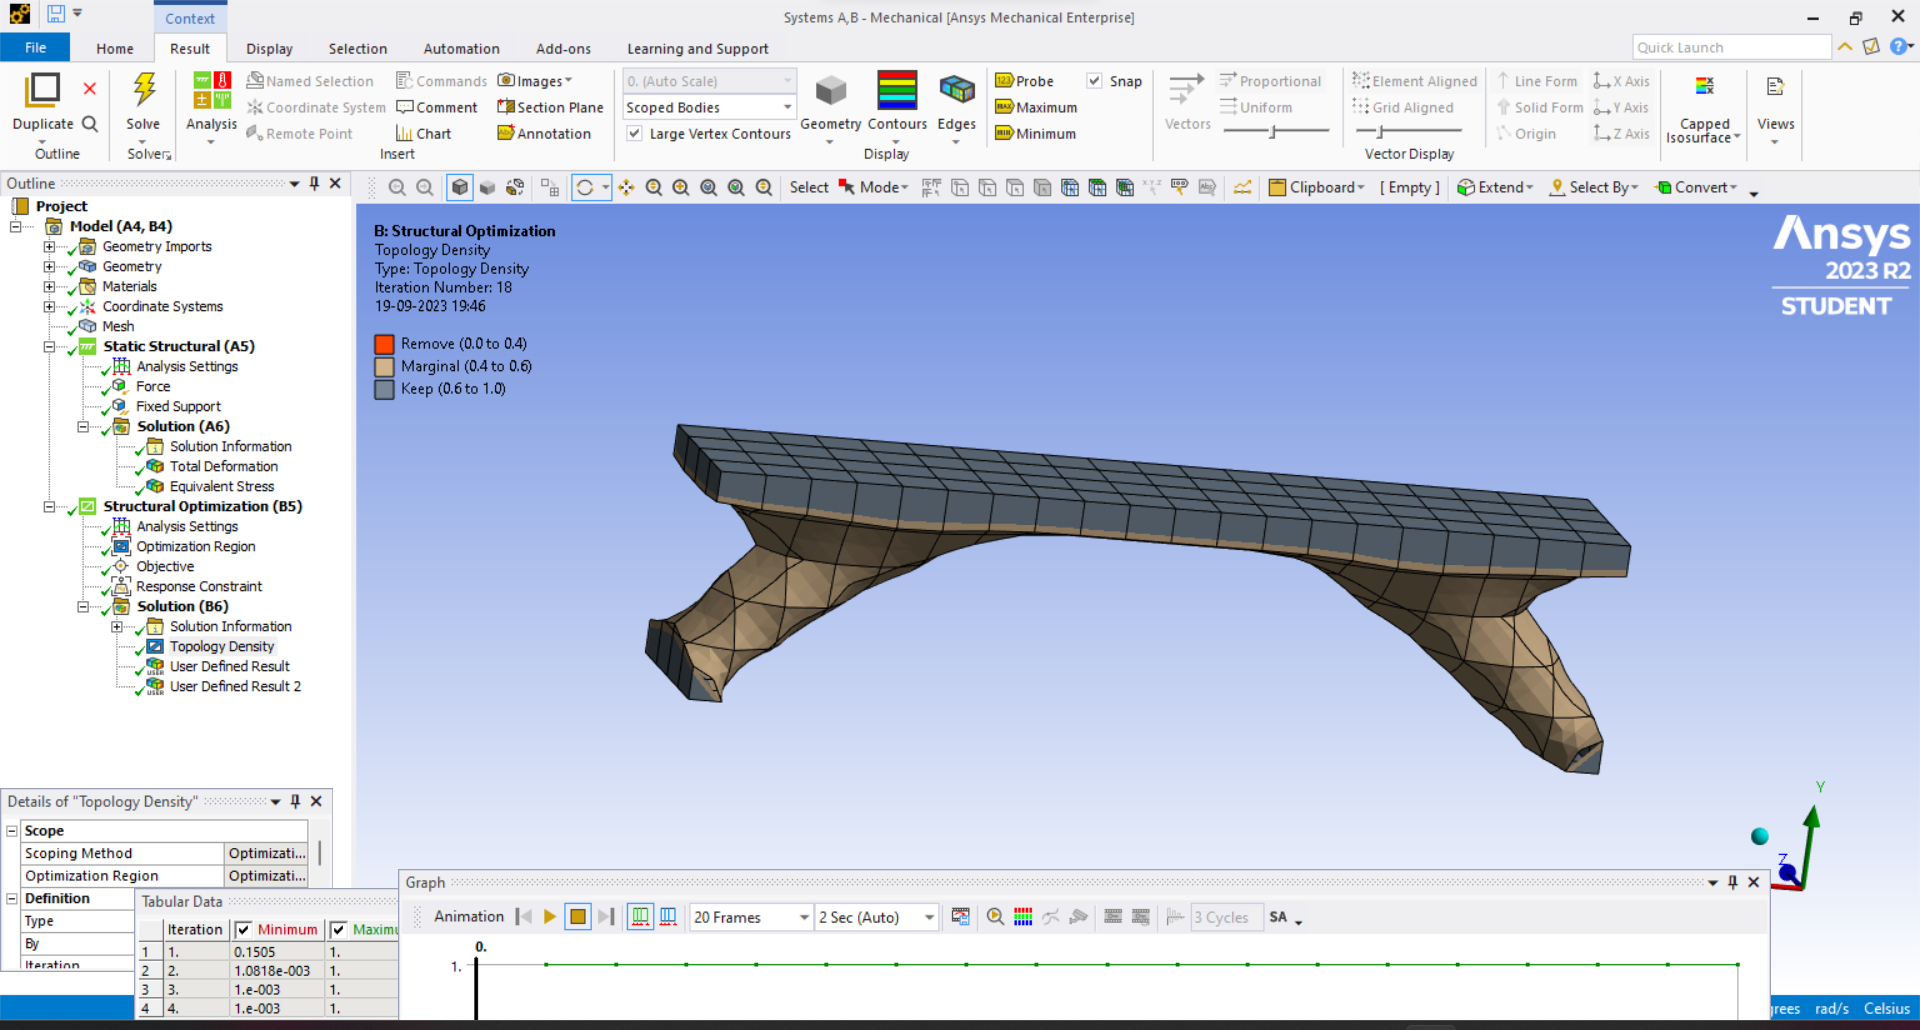 Context
Systems A,B - Mechanical [Ansys Mechanical Enterprise]
File Home Result Display Selection Automation Add-ons Learning and Support
Quick Launch
Duplicate
Outline
Solve
Solver
Analysis
Named Selection
Coordinate System
Remote Point
Commands
Comment
Chart
Images
Section Plane
Annotation
Insert
0. (Auto Scale)
Scoped Bodies
Large Vertex Contours
Geometry
Contours
Edges
Display
Probe
Maximum
Minimum
Snap
Vectors
Proportional
Uniform
Element Aligned
Grid Aligned
Line Form
Solid Form
Origin
X Axis
Y Axis
Z Axis
Vector Display
Capped
Isosurface
Views
Outline
Select Mode Clipboard [ Empty ] Extend Select By Convert
Project
Model (A4, B4)
Geometry Imports
Geometry
Materials
Coordinate Systems
Mesh
Static Structural (A5)
Analysis Settings
Force
Fixed Support
Solution (A6)
Solution Information
Total Deformation
Equivalent Stress
Structural Optimization (B5)
Analysis Settings
Optimization Region
Objective
Response Constraint
Solution (B6)
Solution Information
Topology Density
User Defined Result
User Defined Result 2
B: Structural Optimization
Topology Density
Type: Topology Density
Iteration Number: 18
19-09-2023 19:46
Remove (0.0 to 0.4)
Marginal (0.4 to 0.6)
Keep (0.6 to 1.0)
Ansys
2023 R2
STUDENT
Y
Z
Details of "Topology Density"
Scope
Scoping Method Optimizati...
Optimization Region Optimizati...
Definition
Type
By
Iteration
Tabular Data
Iteration Minimum Maximu
1 1. 0.1505 1.
2 2. 1.0818e-003 1.
3 3. 1.e-003 1.
4 4. 1.e-003 1.
Graph
Animation 20 Frames 2 Sec (Auto) 3 Cycles SA
0.
1.
grees rad/s Celsius